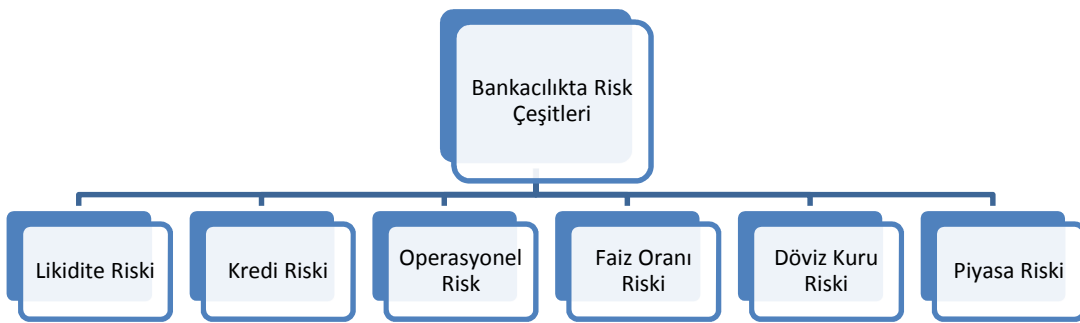 Bankacılıkta Risk
Çeşitleri
Likidite Riski
Kredi Riski
Operasyonel
Risk
Faiz Oranı
Riski
Döviz Kuru
Riski
Piyasa Riski